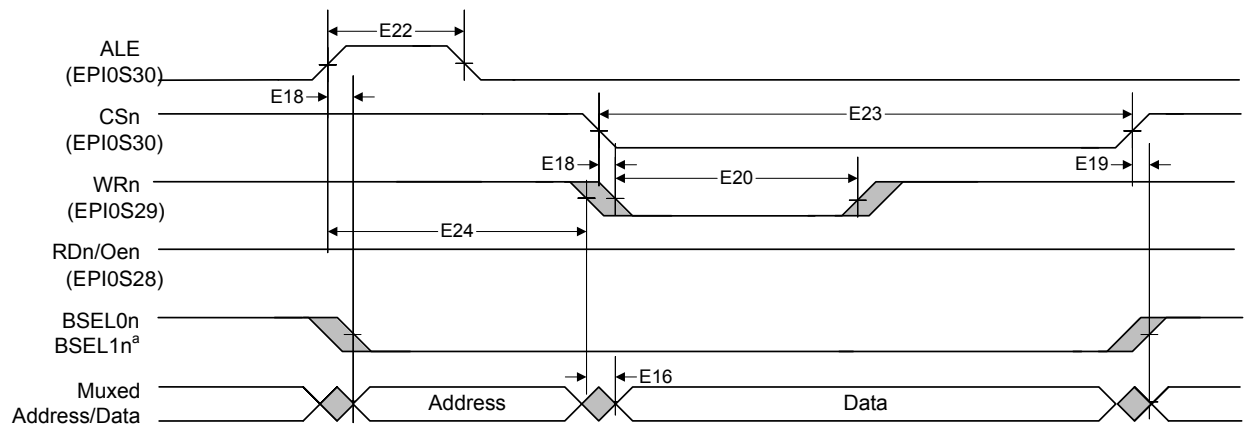 E22
ALE
(EPI0S30)
E18
CSn
(EPI0S30)
E23
E18
E19
WRn
(EPI0S29)
E20
E24
RDn/Oen
(EPI0S28)
BSEL0n
BSEL1nᵃ
E16
Muxed
Address/Data
Address
Data